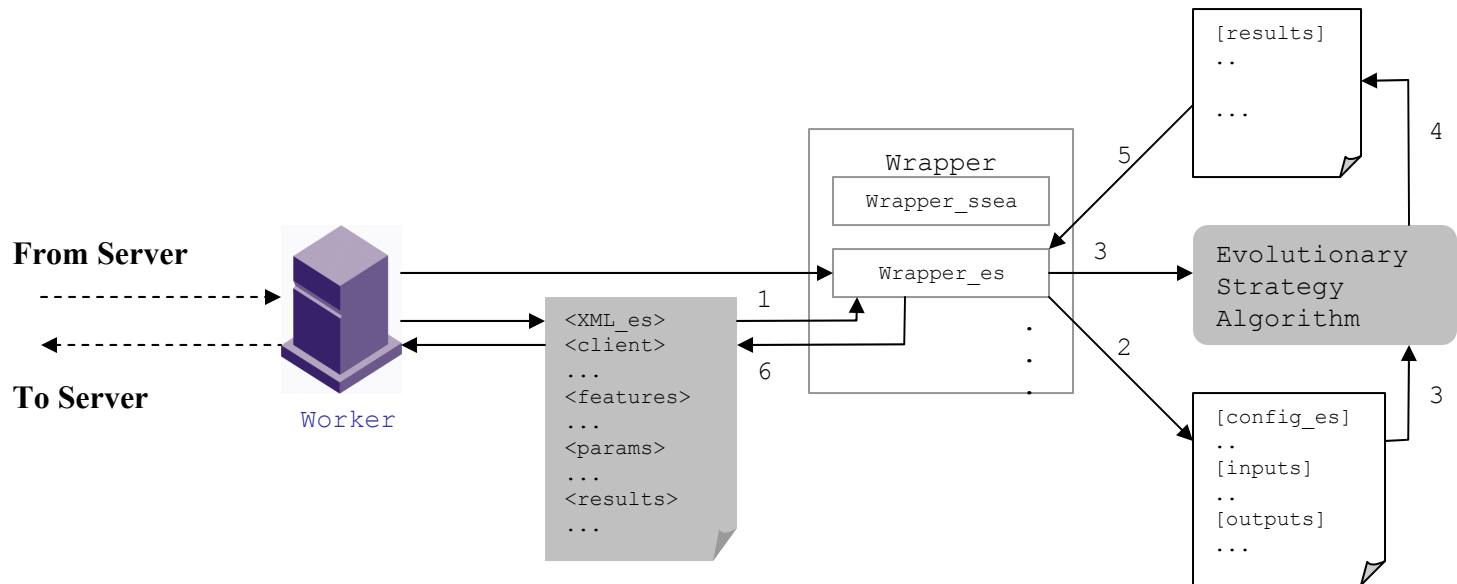 From Server
To Server
Worker
<XML_es>
<client>
...
<features>
...
<params>
...
<results>
...
1
6
Wrapper
Wrapper_ssea
Wrapper_es
.
.
.
5
3
2
[results]
..
...
4
Evolutionary
Strategy
Algorithm
3
[config_es]
..
[inputs]
..
[outputs]
...